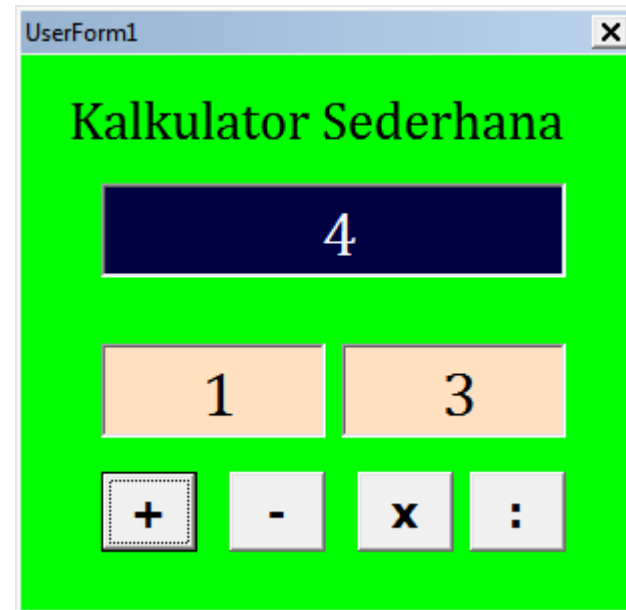 UserForm1
Kalkulator Sederhana
4
1 3
+ - x :